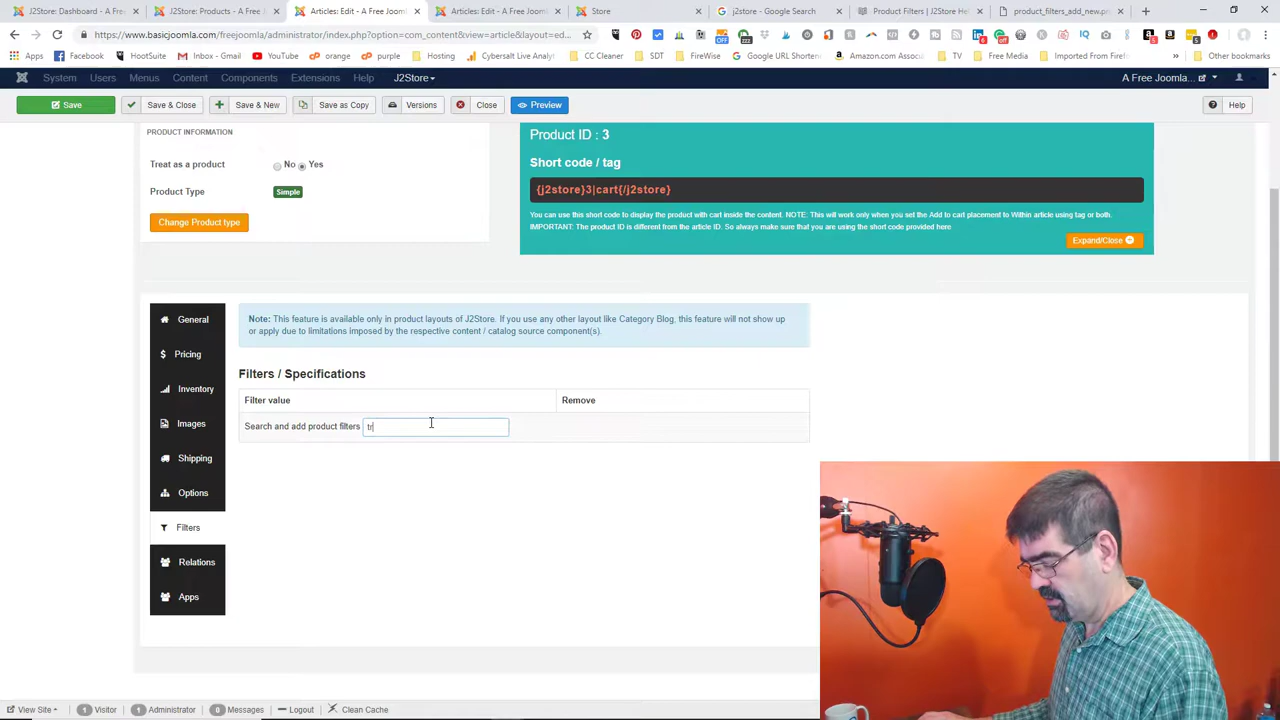 J2Store: Dashboard - A Free
J2Store: Products - A Free Joo
Articles: Edit - A Free Joomla!
Articles: Edit - A Free Joomla!
Store
j2store - Google Search
Product Filters | J2Store Help
product_filters_add_new.pn
https://www.basicjoomla.com/freejoomla/administrator/index.php?option=com_content&view=article&layout=ed...
Apps
Facebook
HootSuite
Inbox - Gmail
YouTube
orange
purple
Hosting
Cybersalt Live Analyt
CC Cleaner
SDT
FireWise
Google URL Shorten
Amazon.com Associ
TV
Free Media
Imported From Firef
»
Other bookmarks
System
Users
Menus
Content
Components
Extensions
Help
J2Store
A Free Joomla...
Save
Save & Close
Save & New
Save as Copy
Versions
Close
Preview
Help
PRODUCT INFORMATION
Treat as a product
No
Yes
Product Type
Simple
Change Product type
Product ID : 3
Short code / tag
{j2store}3|cart{/j2store}
You can use this short code to display the product with cart inside the content. NOTE: This will work only when you set the Add to cart placement to Within article using tag or both.
IMPORTANT: The product ID is different from the article ID. So always make sure that you are using the short code provided here
Expand/Close
General
Pricing
Inventory
Images
Shipping
Options
Filters
Relations
Apps
Note: This feature is available only in product layouts of J2Store. If you use any other layout like Category Blog, this feature will not show up
or apply due to limitations imposed by the respective content / catalog source component(s).
Filters / Specifications
Filter value
Remove
Search and add product filters
tr
View Site
1 Visitor
1 Administrator
0 Messages
Logout
Clean Cache